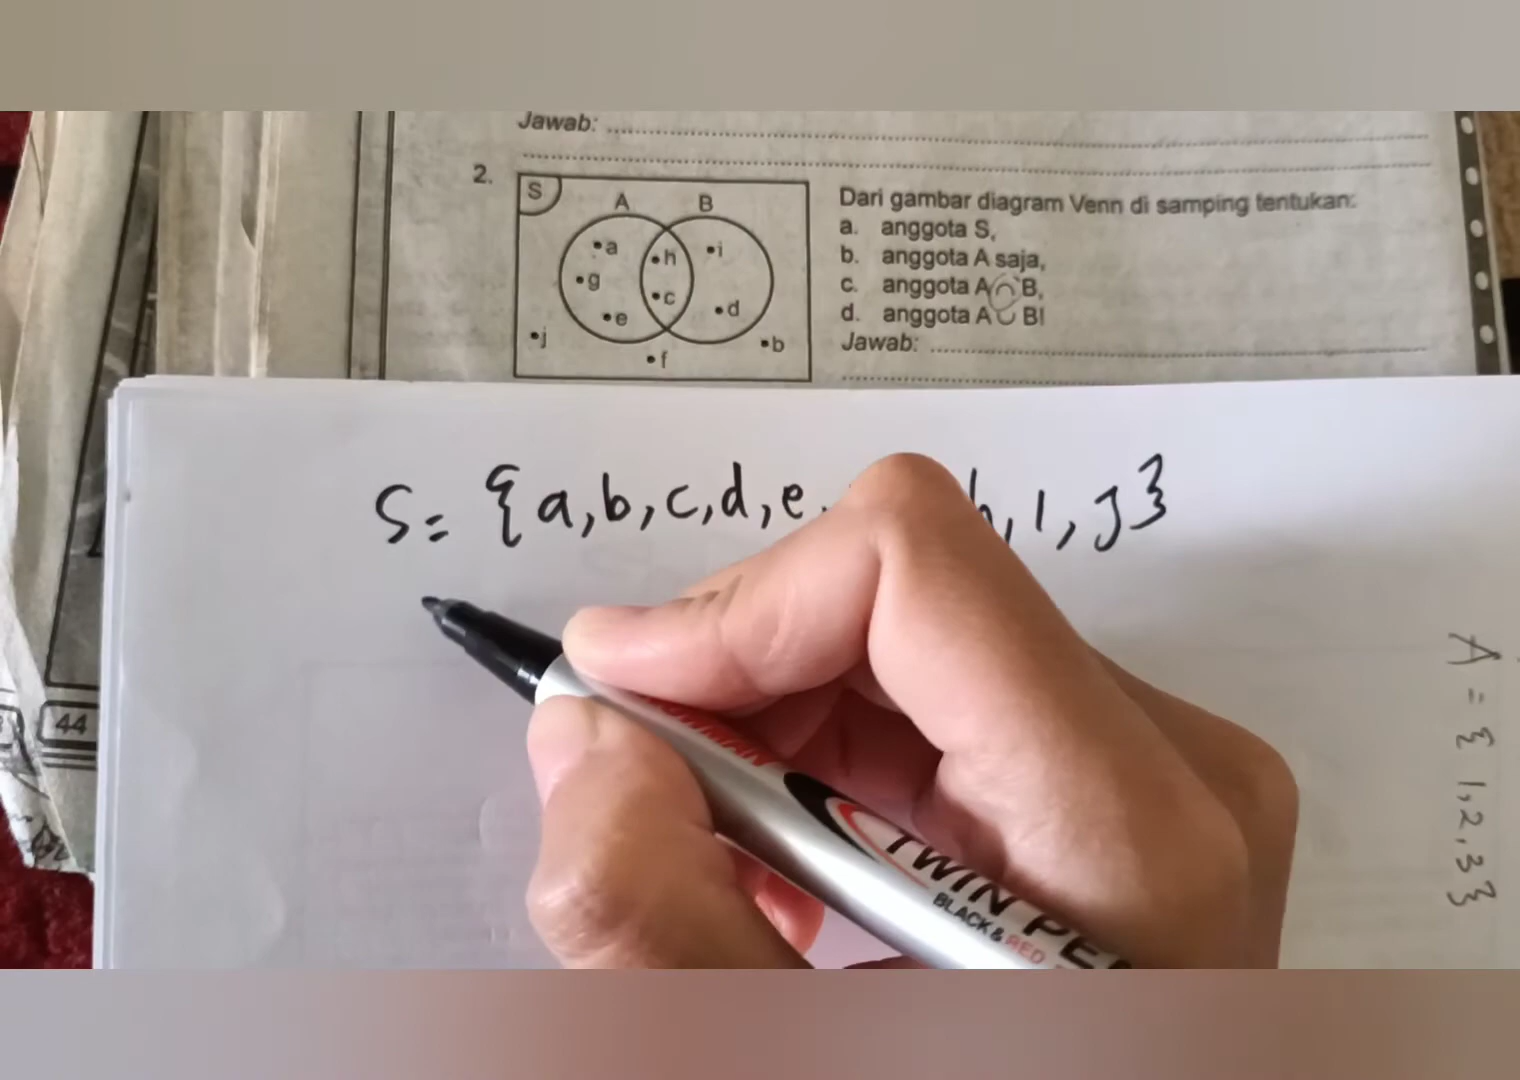 Jawab:
2.
S
A B
a
h
i
g
c
e
d
j
b
f
Dari gambar diagram Venn di samping tentukan:
a. anggota S,
b. anggota A saja,
c. anggota A ∩ B,
d. anggota A ∪ B!
Jawab:
S = {a, b, c, d, e, h, i, j}
44
A = { 1, 2, 3 }
TWIN PE
BLACK & RED